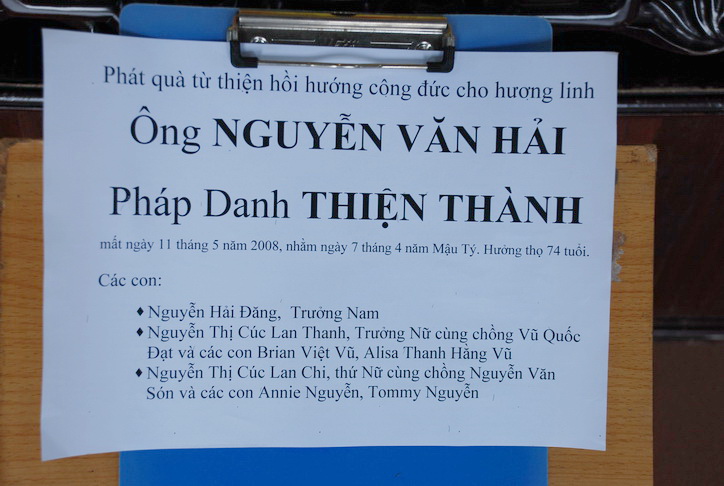 Phát quà từ thiện hồi hướng công đức cho hương linh
Ông NGUYỄN VĂN HẢI
Pháp Danh THIỆN THÀNH
mất ngày 11 tháng 5 năm 2008, nhằm ngày 7 tháng 4 năm Mậu Tý. Hưởng thọ 74 tuổi.
Các con:
♦ Nguyễn Hải Đăng, Trưởng Nam
♦ Nguyễn Thị Cúc Lan Thanh, Trưởng Nữ cùng chồng Vũ Quốc
Đạt và các con Brian Việt Vũ, Alisa Thanh Hằng Vũ
♦ Nguyễn Thị Cúc Lan Chi, thứ Nữ cùng chồng Nguyễn Văn
Són và các con Annie Nguyễn, Tommy Nguyễn